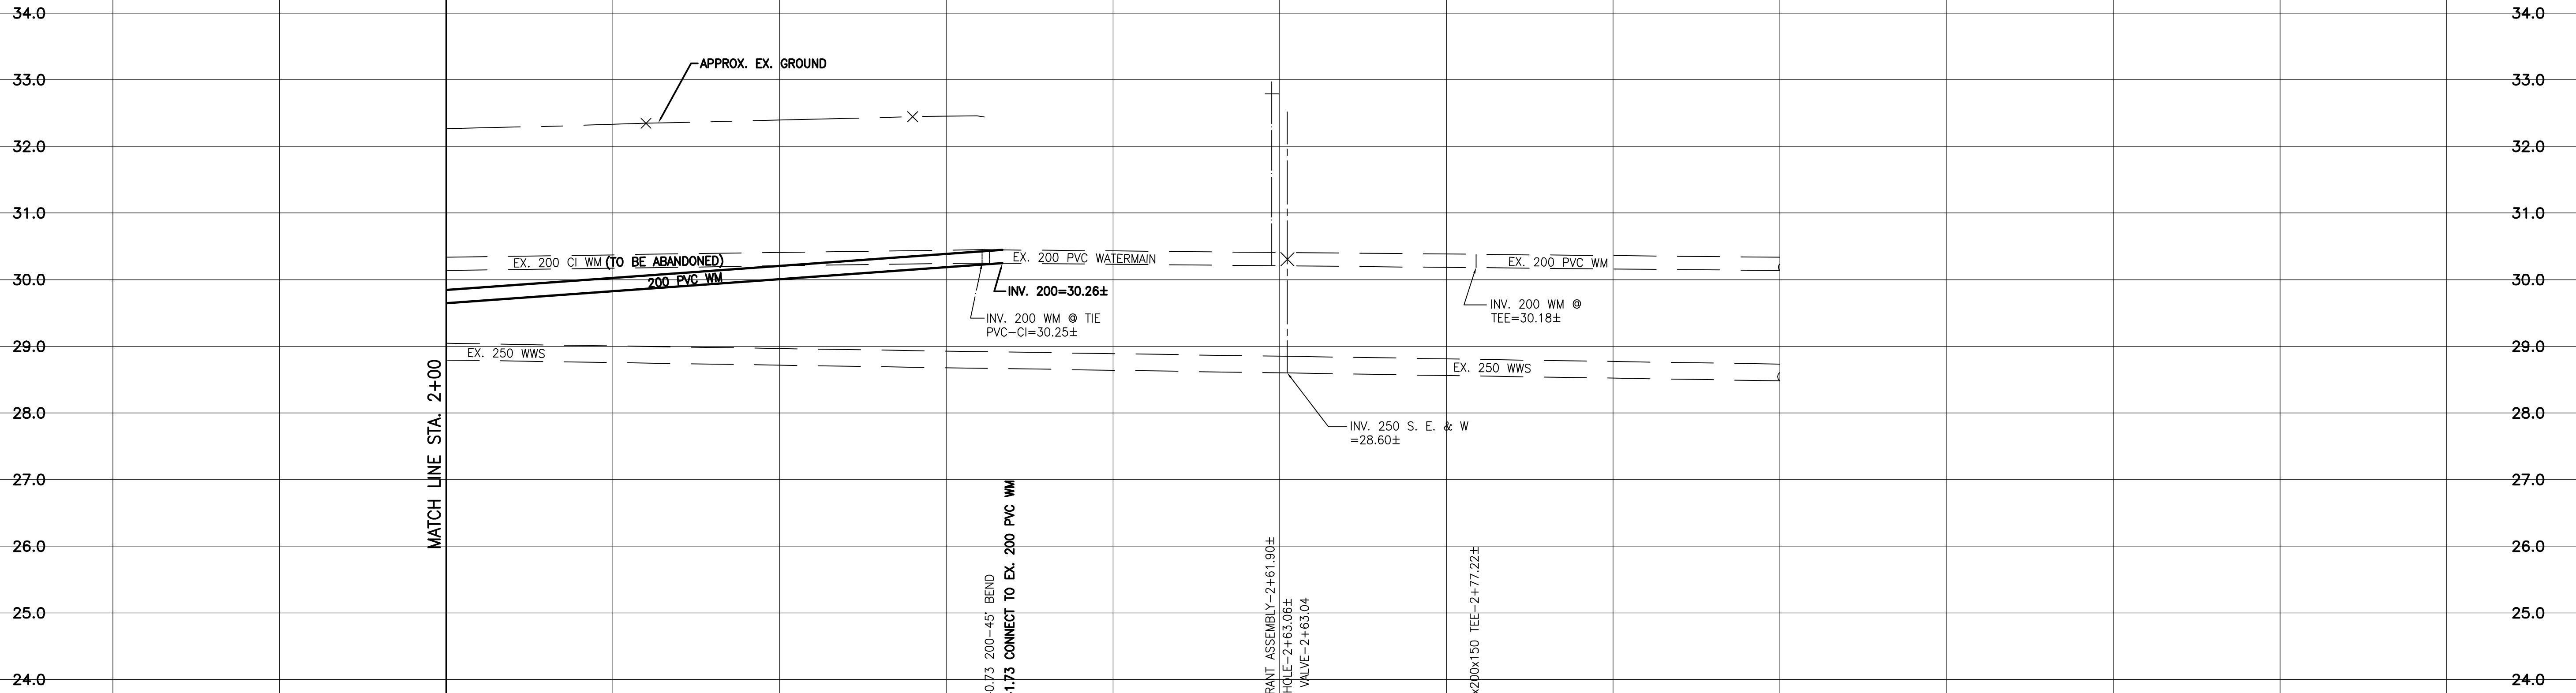 34.0
34.0
APPROX. EX. GROUND
33.0
33.0
32.0
32.0
31.0
31.0
EX. 200 CI WM (TO BE ABANDONED)
EX. 200 PVC WATERMAIN
EX. 200 PVC WM
200 PVC WM
30.0
30.0
INV. 200=30.26±
INV. 200 WM @ TIE
PVC-CI=30.25±
INV. 200 WM @
TEE=30.18±
29.0
29.0
EX. 250 WWS
EX. 250 WWS
MATCH LINE STA. 2+00
28.0
28.0
INV. 250 S. E. & W
=28.60±
27.0
27.0
26.0
26.0
25.0
25.0
24.0
24.0
0.73 200-45° BEND
1.73 CONNECT TO EX. 200 PVC WM
RANT ASSEMBLY-2+61.90±
HOLE-2+63.06±
VALVE-2+63.04
x200x150 TEE-2+77.22±